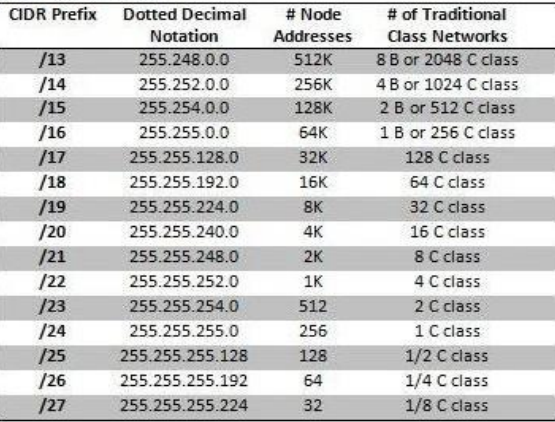 CIDR Prefix Dotted Decimal Notation # Node Addresses # of Traditional Class Networks
/13 255.248.0.0 512K 8 B or 2048 C class
/14 255.252.0.0 256K 4 B or 1024 C class
/15 255.254.0.0 128K 2 B or 512 C class
/16 255.255.0.0 64K 1 B or 256 C class
/17 255.255.128.0 32K 128 C class
/18 255.255.192.0 16K 64 C class
/19 255.255.224.0 8K 32 C class
/20 255.255.240.0 4K 16 C class
/21 255.255.248.0 2K 8 C class
/22 255.255.252.0 1K 4 C class
/23 255.255.254.0 512 2 C class
/24 255.255.255.0 256 1 C class
/25 255.255.255.128 128 1/2 C class
/26 255.255.255.192 64 1/4 C class
/27 255.255.255.224 32 1/8 C class